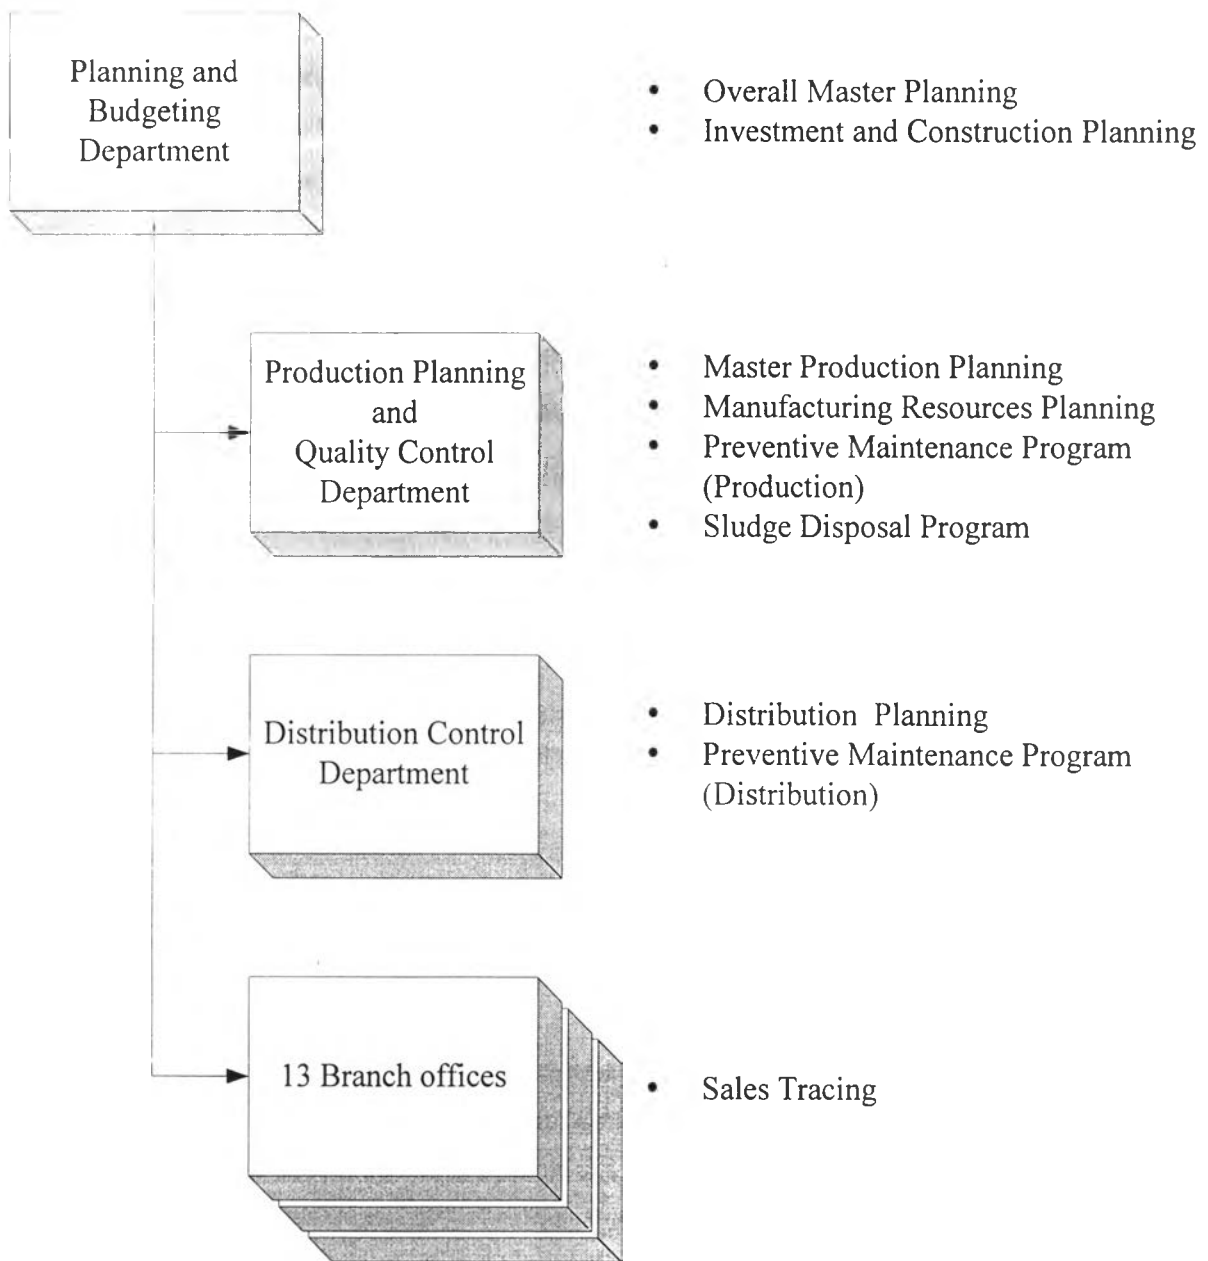 Planning and
Budgeting
Department
• Overall Master Planning
• Investment and Construction Planning
Production Planning
and
Quality Control
Department
• Master Production Planning
• Manufacturing Resources Planning
• Preventive Maintenance Program
(Production)
• Sludge Disposal Program
Distribution Control
Department
• Distribution Planning
• Preventive Maintenance Program
(Distribution)
13 Branch offices
• Sales Tracing